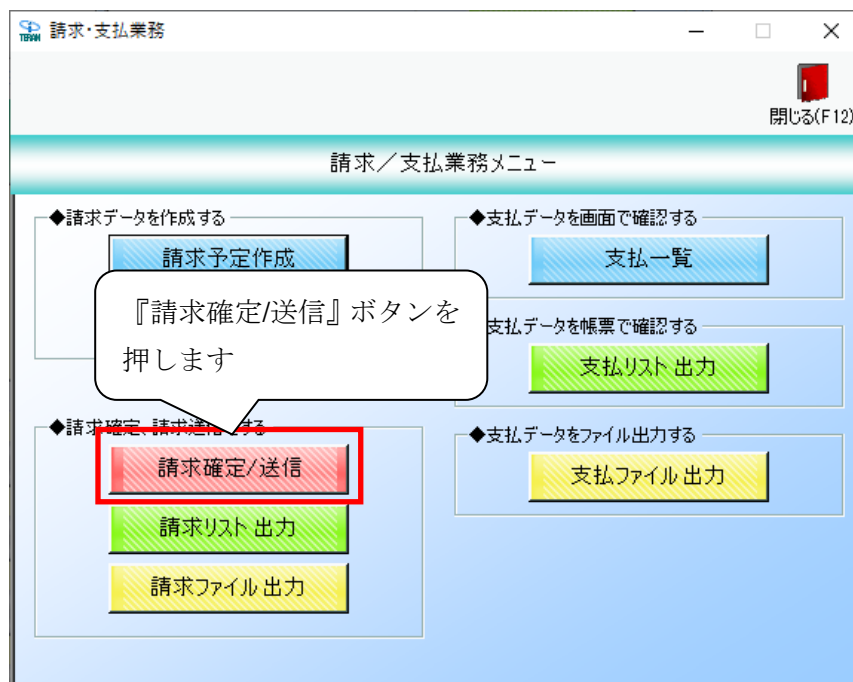 TERAM
請求・支払業務
閉じる(F12)
請求／支払業務メニュー
◆請求データを作成する
請求予定作成
『請求確定/送信』ボタンを
押します
◆請求確定、請求送信をする
請求確定/送信
請求リスト出力
請求ファイル出力
◆支払データを画面で確認する
支払一覧
支払データを帳票で確認する
支払リスト出力
◆支払データをファイル出力する
支払ファイル出力